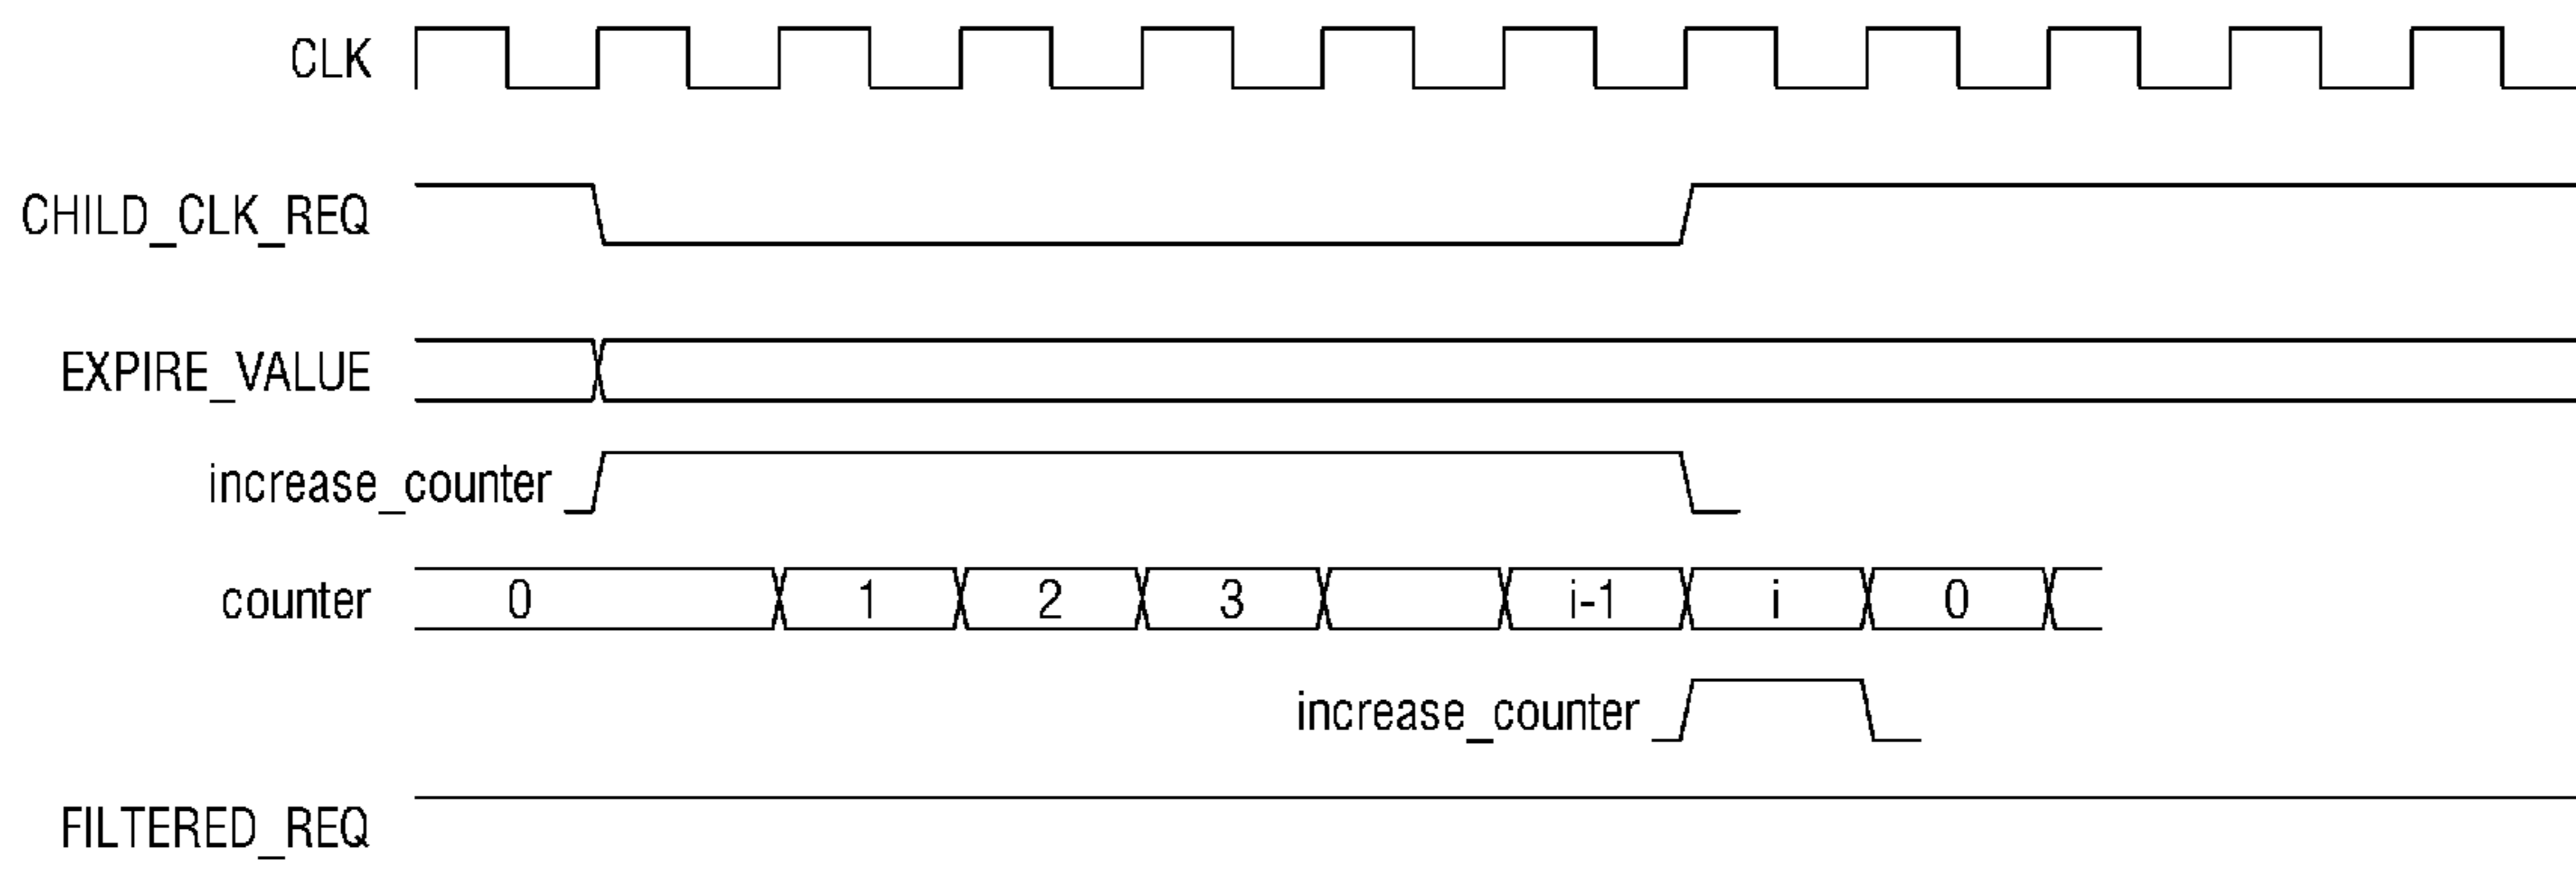 CLK
CHILD_CLK_REQ
EXPIRE_VALUE
increase_counter
counter 0 1 2 3 i-1 i 0
increase_counter
FILTERED_REQ